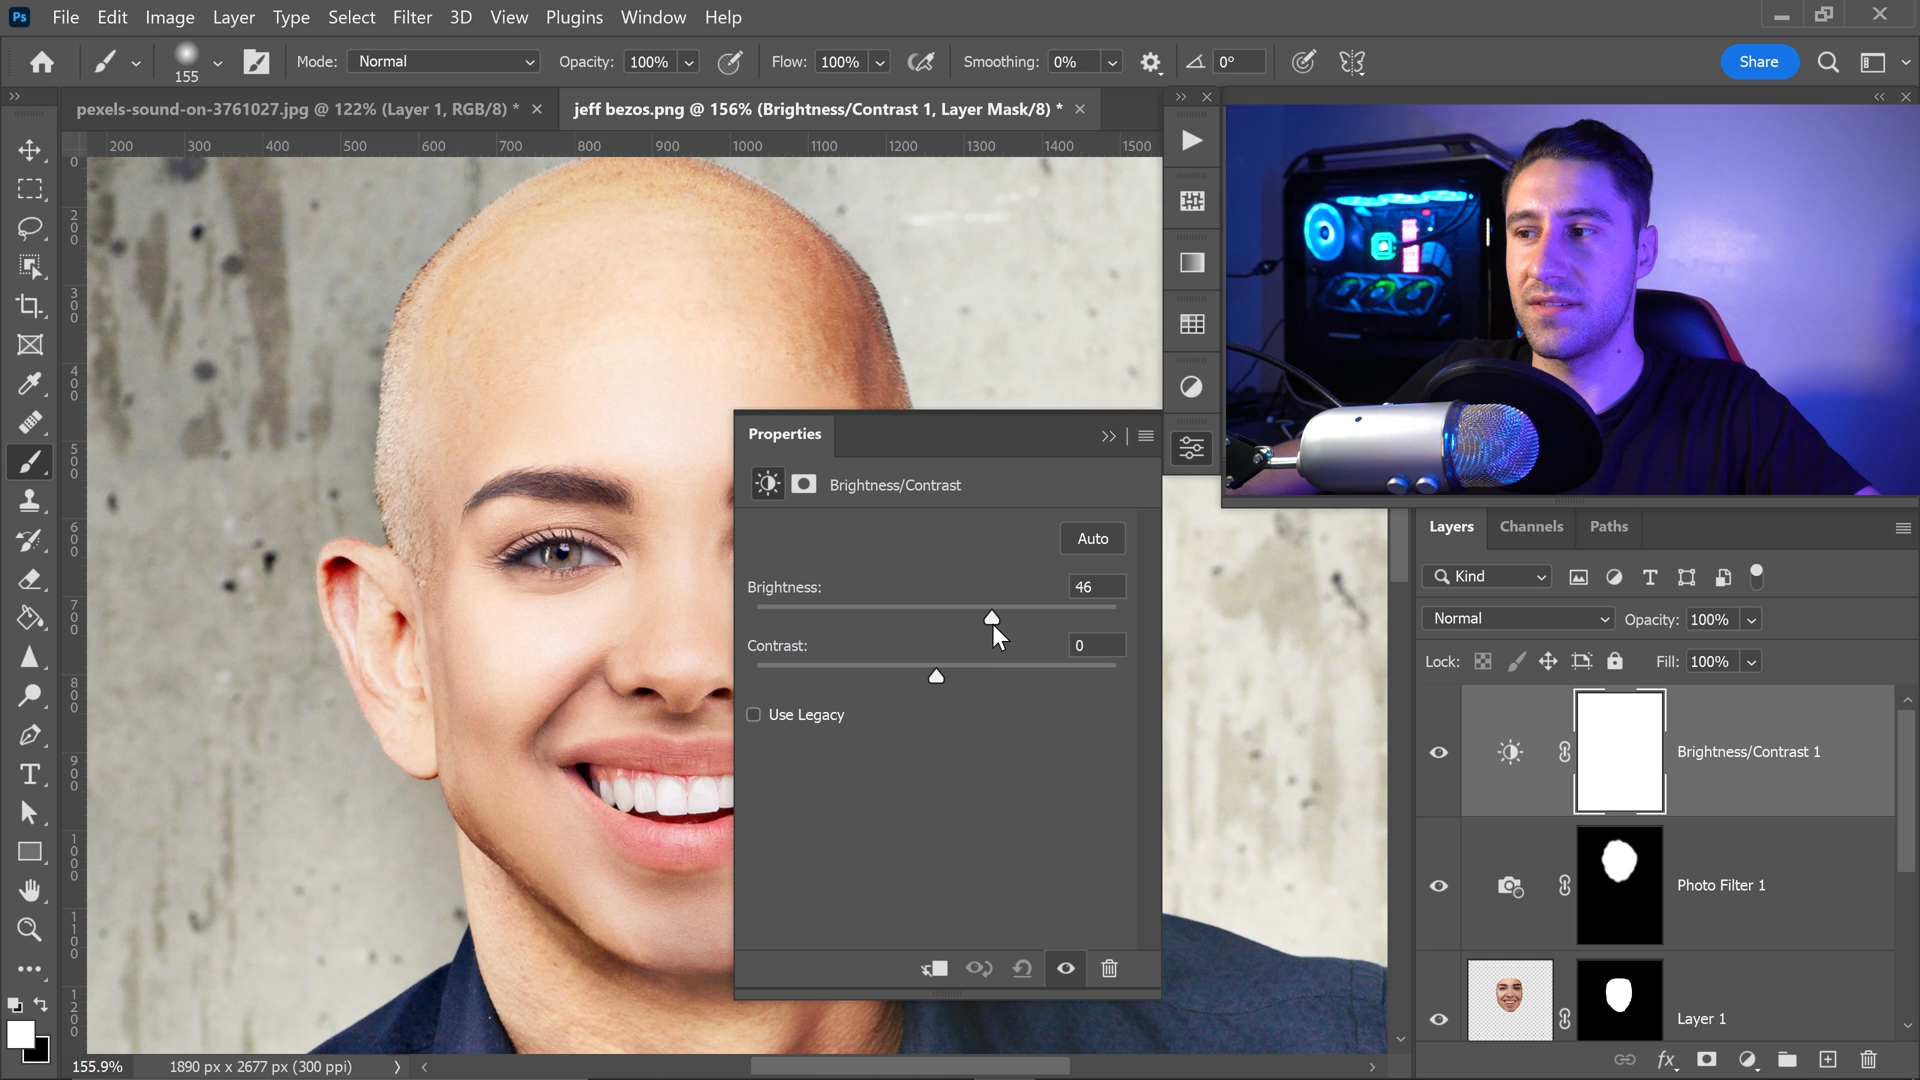 Ps File Edit Image Layer Type Select Filter 3D View Plugins Window Help
155 Mode: Normal Opacity: 100% Flow: 100% Smoothing: 0% 0° Share
pexels-sound-on-3761027.jpg @ 122% (Layer 1, RGB/8) * jeff bezos.png @ 156% (Brightness/Contrast 1, Layer Mask/8) *
200 300 400 500 600 700 800 900 1000 1100 1200 1300 1400 1500
0
200
300
400
500
600
700
800
900
1000
1100
1200
Properties
Brightness/Contrast
Auto
Brightness: 46
Contrast: 0
Use Legacy
Layers Channels Paths
Kind
Normal Opacity: 100%
Lock: Fill: 100%
Brightness/Contrast 1
Photo Filter 1
Layer 1
fx
155.9% 1890 px x 2677 px (300 ppi)